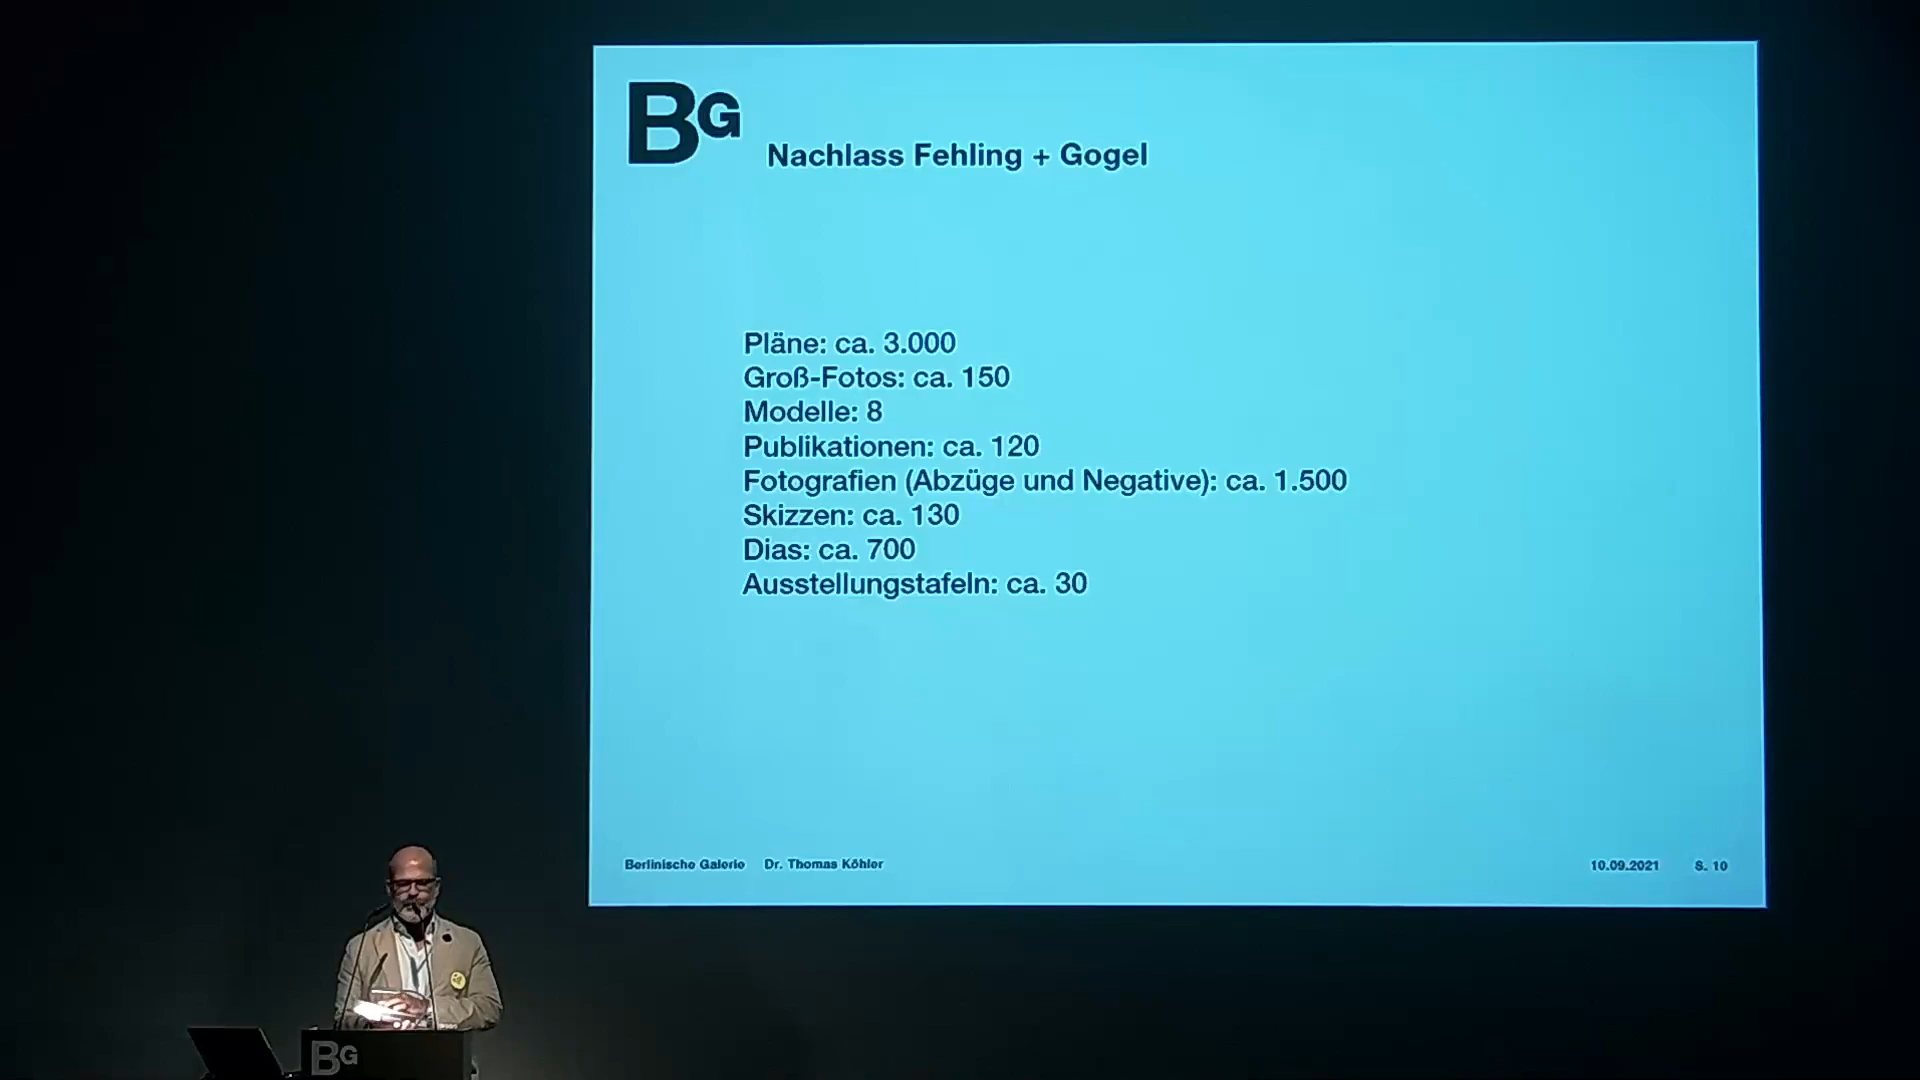 BG
Nachlass Fehling + Gogel
Pläne: ca. 3.000
Groß-Fotos: ca. 150
Modelle: 8
Publikationen: ca. 120
Fotografien (Abzüge und Negative): ca. 1.500
Skizzen: ca. 130
Dias: ca. 700
Ausstellungstafeln: ca. 30
Berlinische Galerie Dr. Thomas Köhler 10.09.2021 S. 10
BG